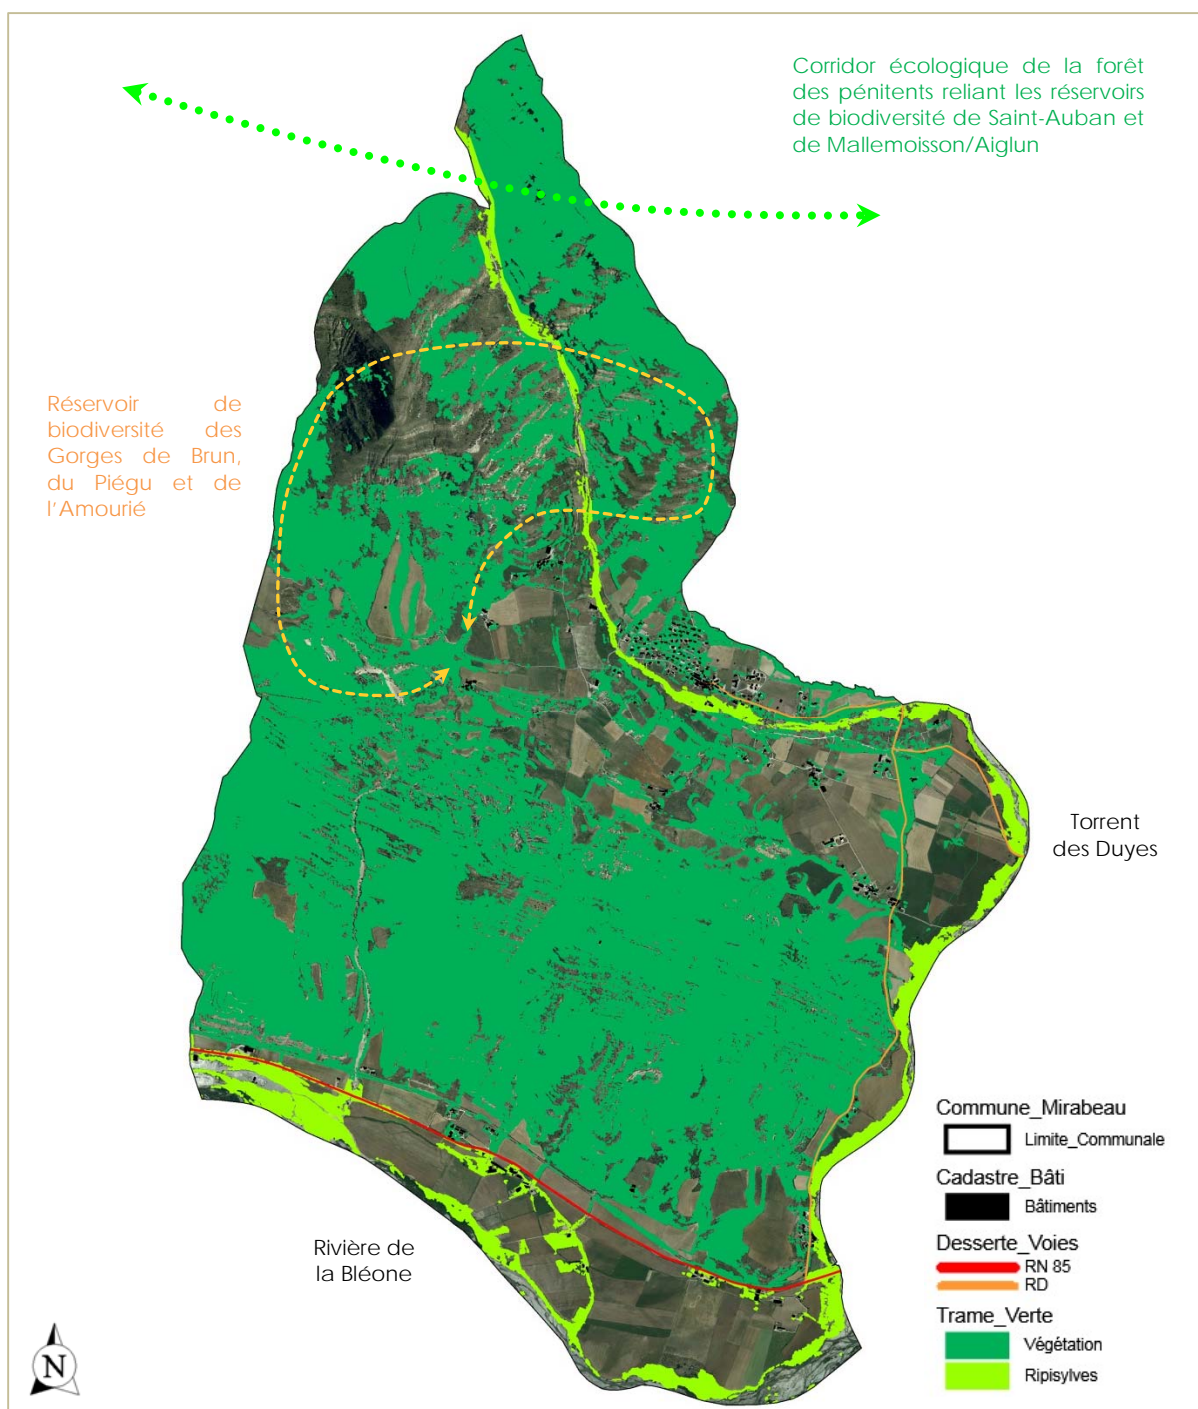 Corridor écologique de la forêt
des pénitents reliant les réservoirs
de biodiversité de Saint-Auban et
de Mallemoisson/Aiglun
Réservoir de
biodiversité des
Gorges de Brun,
du Piégu et de
l'Amourié
Torrent
des Duyes
Rivière de
la Bléone
Commune_Mirabeau
Limite_Communale
Cadastre_Bâti
Bâtiments
Desserte_Voies
RN 85
RD
Trame_Verte
Végétation
Ripisylves
N